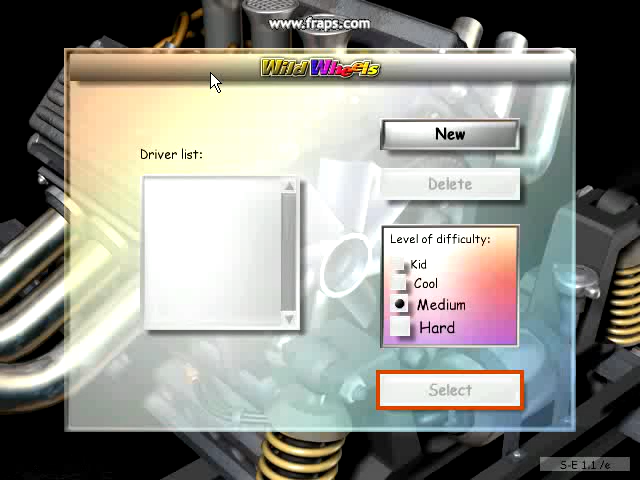 www.fraps.com
Wild Wheels
Driver list:
New
Delete
Level of difficulty:
Kid
Cool
Medium
Hard
Select
S-E 1.1 /e